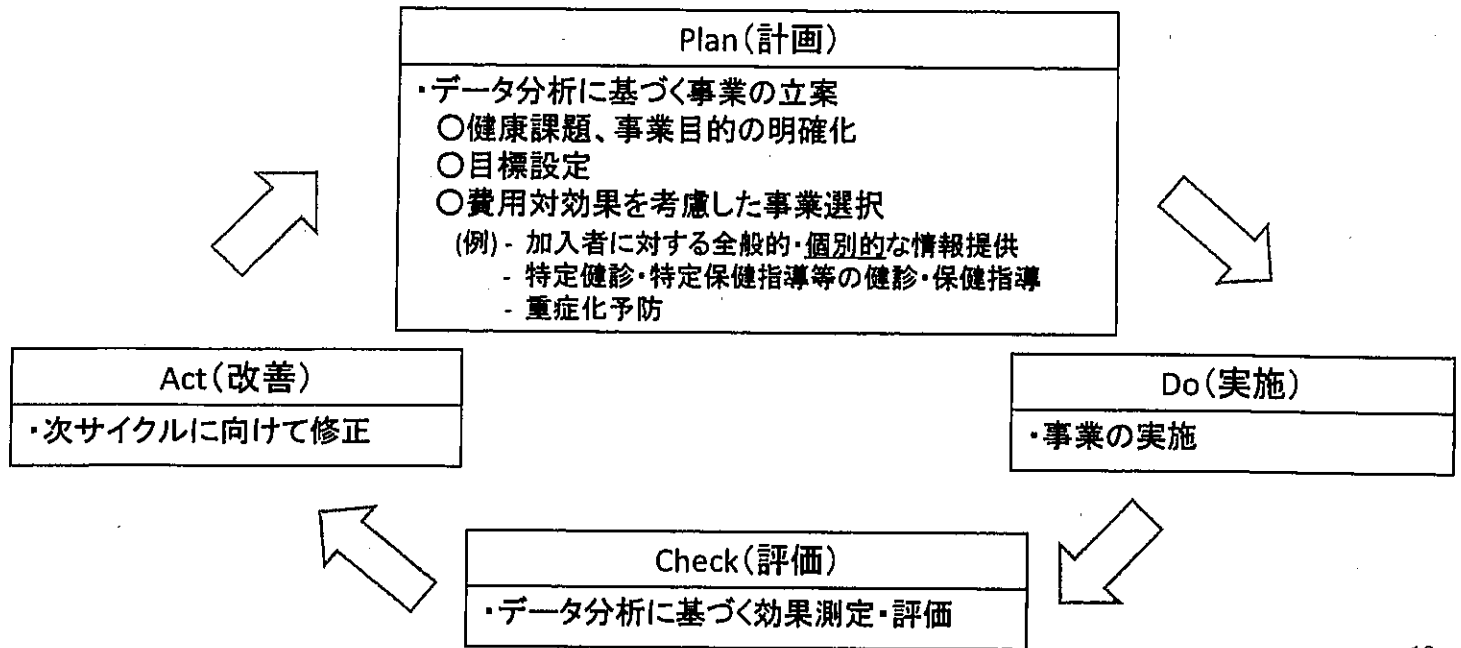 Plan(計画)
・データ分析に基づく事業の立案
○健康課題、事業目的の明確化
○目標設定
○費用対効果を考慮した事業選択
(例)- 加入者に対する全般的・個別的な情報提供
- 特定健診・特定保健指導等の健診・保健指導
- 重症化予防
Act(改善)
・次サイクルに向けて修正
Do(実施)
・事業の実施
Check(評価)
・データ分析に基づく効果測定・評価